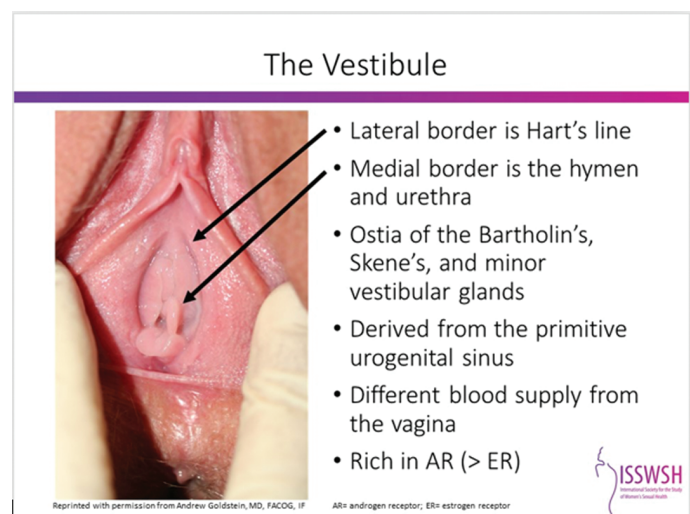 The Vestibule
• Lateral border is Hart's line
• Medial border is the hymen
and urethra
• Ostia of the Bartholin's,
Skene's, and minor
vestibular glands
• Derived from the primitive
urogenital sinus
• Different blood supply from
the vagina
• Rich in AR (> ER)
ISSWSH
International Society for the Study
of Women's Sexual Health
Reprinted with permission from Andrew Goldstein, MD, FACOG, IF
AR= androgen receptor; ER= estrogen receptor